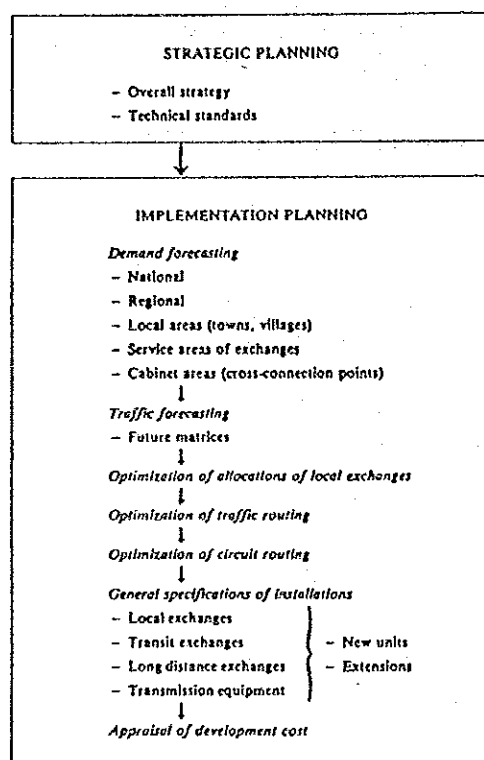 STRATEGIC PLANNING
– Overall strategy
– Technical standards
IMPLEMENTATION PLANNING
Demand forecasting
– National
– Regional
– Local areas (towns, villages)
– Service areas of exchanges
– Cabinet areas (cross-connection points)
Traffic forecasting
– Future matrices
Optimization of allocations of local exchanges
Optimization of traffic routing
Optimization of circuit routing
General specifications of installations
– Local exchanges
– Transit exchanges – New units
– Long distance exchanges – Extensions
– Transmission equipment
Appraisal of development cost